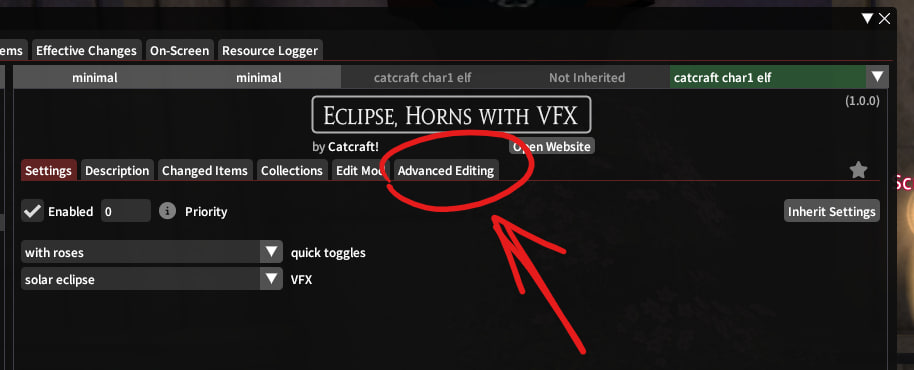 ems Effective Changes On-Screen Resource Logger
minimal minimal catcraft char1 elf Not Inherited catcraft char1 elf
ECLIPSE, HORNS WITH VFX (1.0.0)
by Catcraft! Open Website
Settings Description Changed Items Collections Edit Mod Advanced Editing
Enabled 0 Priority Inherit Settings
with roses quick toggles
solar eclipse VFX